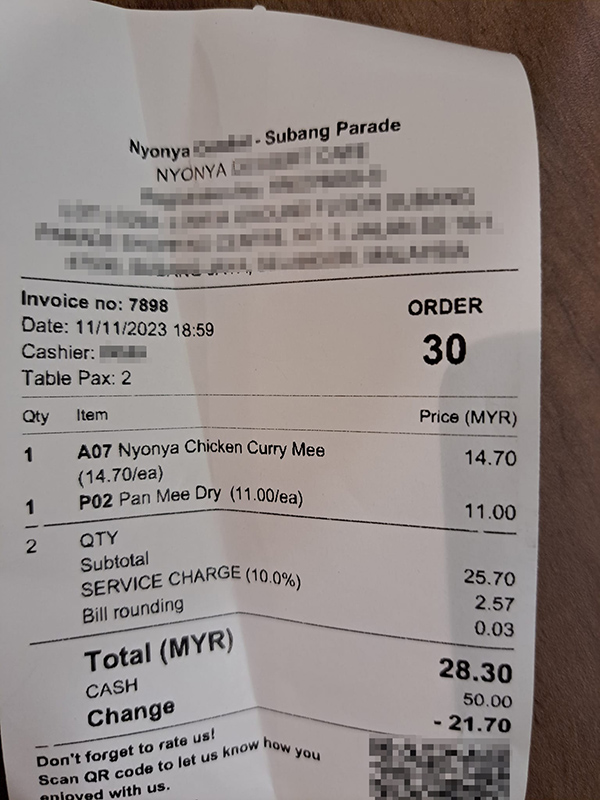 Nyonya - Subang Parade
NYONYA
Invoice no: 7898
Date: 11/11/2023 18:59
Cashier:
Table Pax: 2
ORDER
30
Qty Item Price (MYR)
1 A07 Nyonya Chicken Curry Mee 14.70
(14.70/ea)
1 P02 Pan Mee Dry (11.00/ea) 11.00
2 QTY
Subtotal 25.70
SERVICE CHARGE (10.0%) 2.57
Bill rounding 0.03
Total (MYR) 28.30
CASH 50.00
Change - 21.70
Don't forget to rate us!
Scan QR code to let us know how you
enjoyed with us.